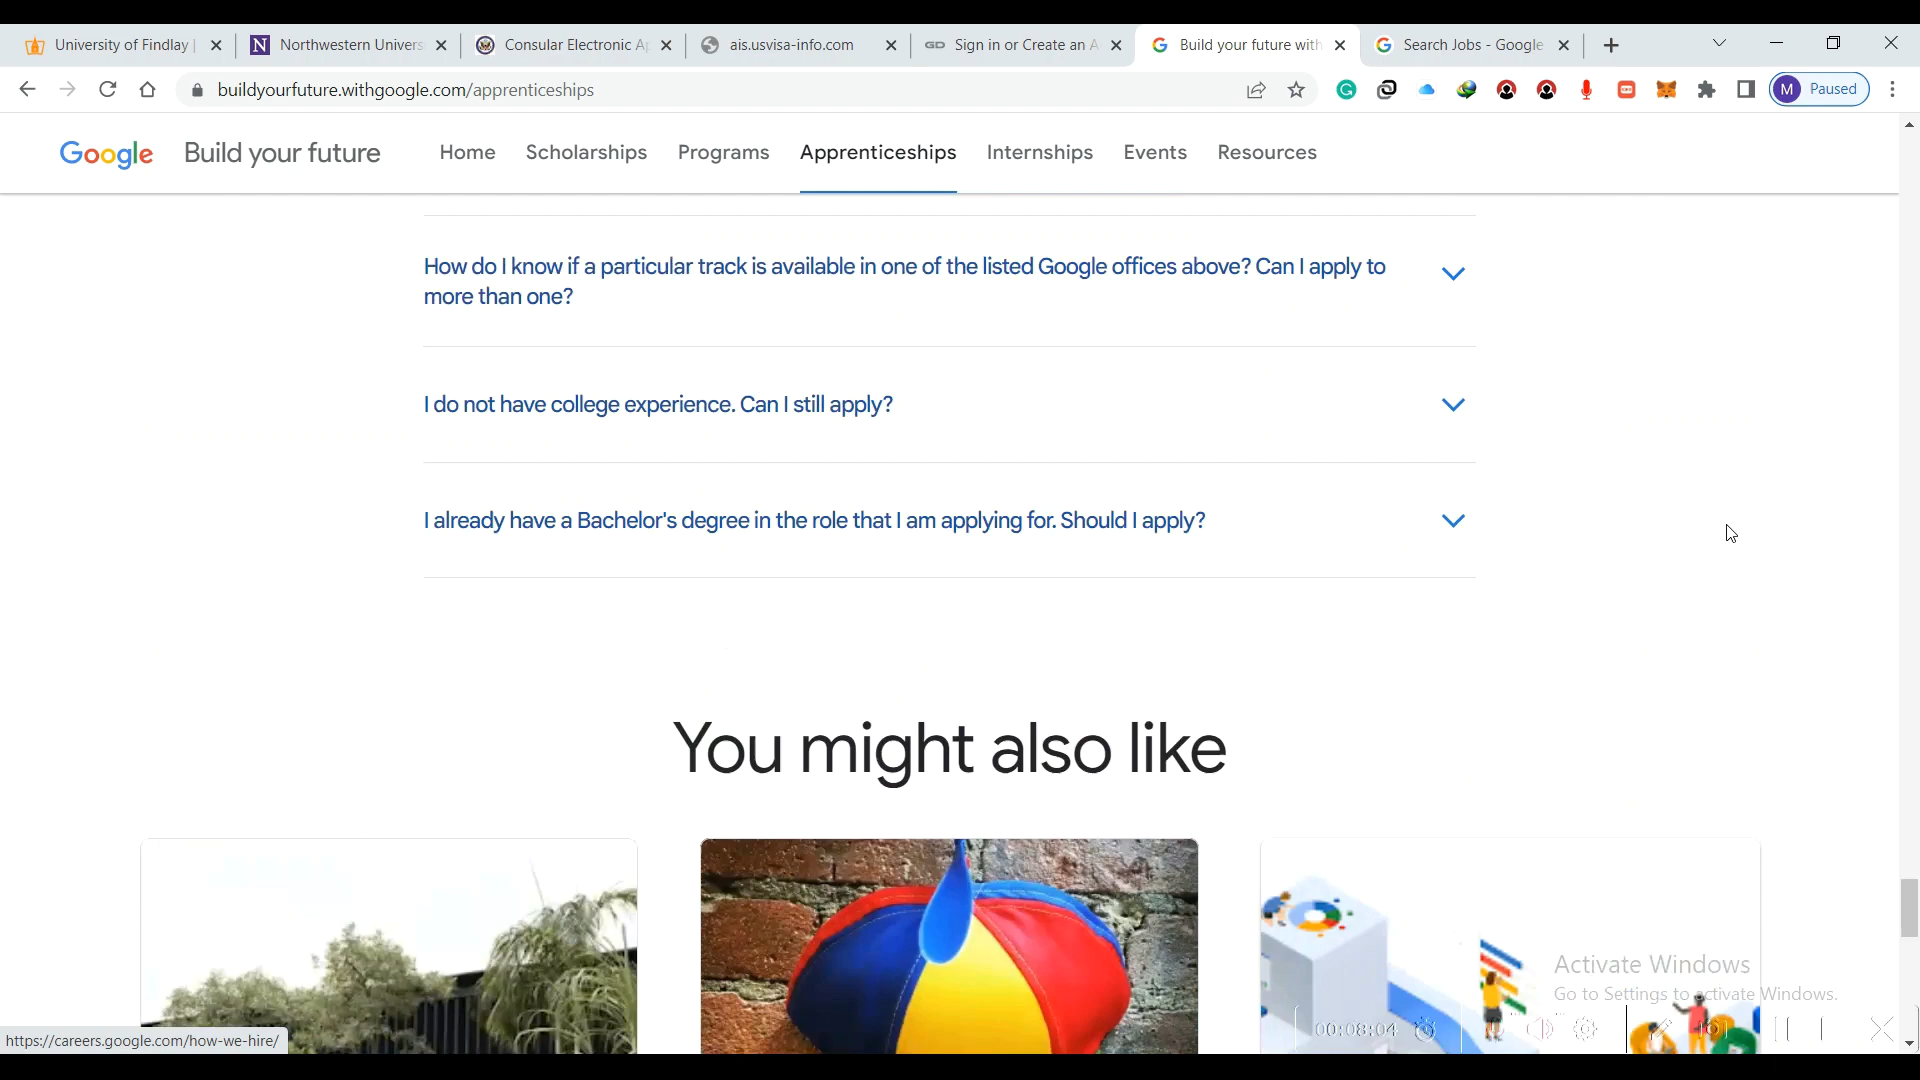 University of Findlay
Northwestern Univers
Consular Electronic A
ais.usvisa-info.com
GD Sign in or Create an A
Build your future with
Search Jobs - Google
buildyourfuture.withgoogle.com/apprenticeships
M Paused
Google Build your future Home Scholarships Programs Apprenticeships Internships Events Resources
How do I know if a particular track is available in one of the listed Google offices above? Can I apply to
more than one?
I do not have college experience. Can I still apply?
I already have a Bachelor's degree in the role that I am applying for. Should I apply?
You might also like
Activate Windows
Go to Settings to activate Windows.
00:08:04
https://careers.google.com/how-we-hire/